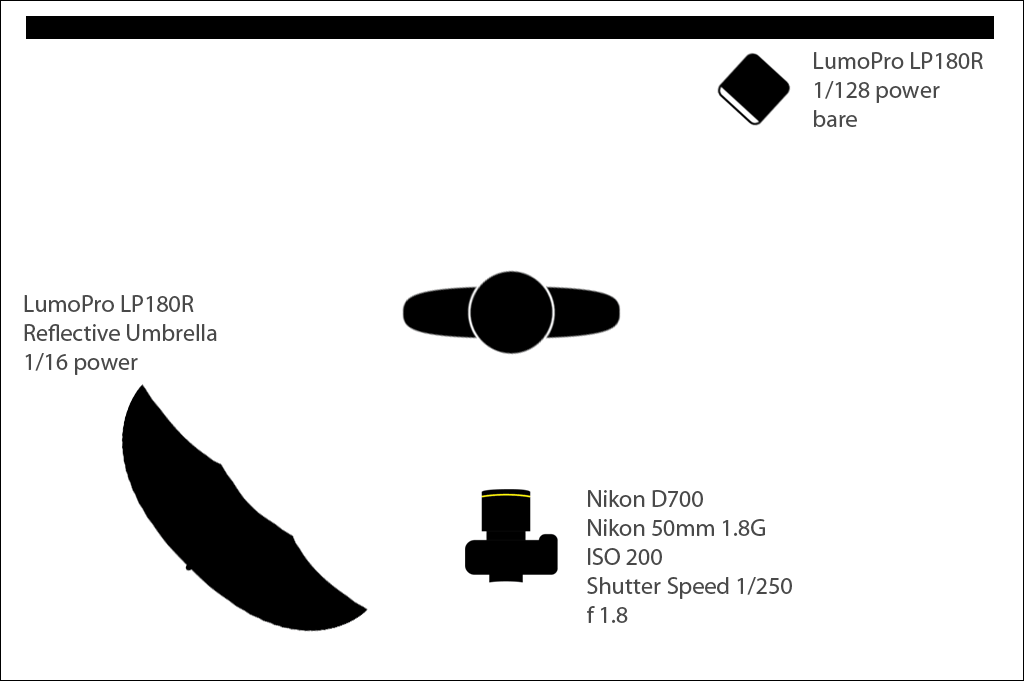 LumoPro LP180R
1/128 power
bare
LumoPro LP180R
Reflective Umbrella
1/16 power
Nikon D700
Nikon 50mm 1.8G
ISO 200
Shutter Speed 1/250
f 1.8